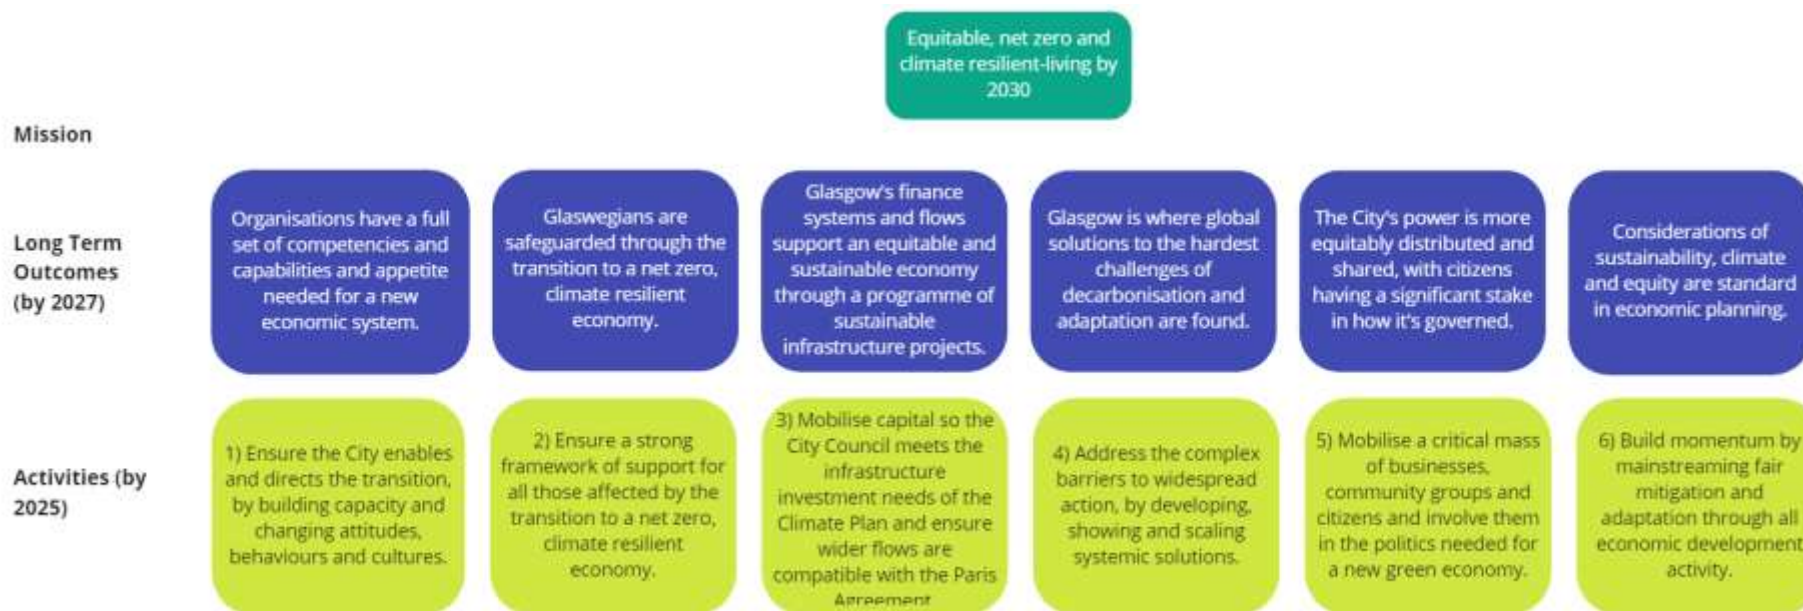 Equitable, net zero and
climate resilient-living by
2030
Mission
Long Term
Outcomes
(by 2027)
Organisations have a full
set of competencies and
capabilities and appetite
needed for a new
economic system.
Glaswegians are
safeguarded through the
transition to a net zero,
climate resilient
economy.
Glasgow's finance
systems and flows
support an equitable and
sustainable economy
through a programme of
sustainable
infrastructure projects.
Glasgow is where global
solutions to the hardest
challenges of
decarbonisation and
adaptation are found.
The City's power is more
equitably distributed and
shared, with citizens
having a significant stake
in how it's governed.
Considerations of
sustainability, climate
and equity are standard
in economic planning.
Activities (by
2025)
1) Ensure the City enables
and directs the transition,
by building capacity and
changing attitudes,
behaviours and cultures.
2) Ensure a strong
framework of support for
all those affected by the
transition to a net zero,
climate resilient
economy.
3) Mobilise capital so the
City Council meets the
infrastructure
investment needs of the
Climate Plan and ensure
wider flows are
compatible with the Paris
Agreement
4) Address the complex
barriers to widespread
action, by developing,
showing and scaling
systemic solutions.
5) Mobilise a critical mass
of businesses,
community groups and
citizens and involve them
in the politics needed for
a new green economy.
6) Build momentum by
mainstreaming fair
mitigation and
adaptation through all
economic development
activity.